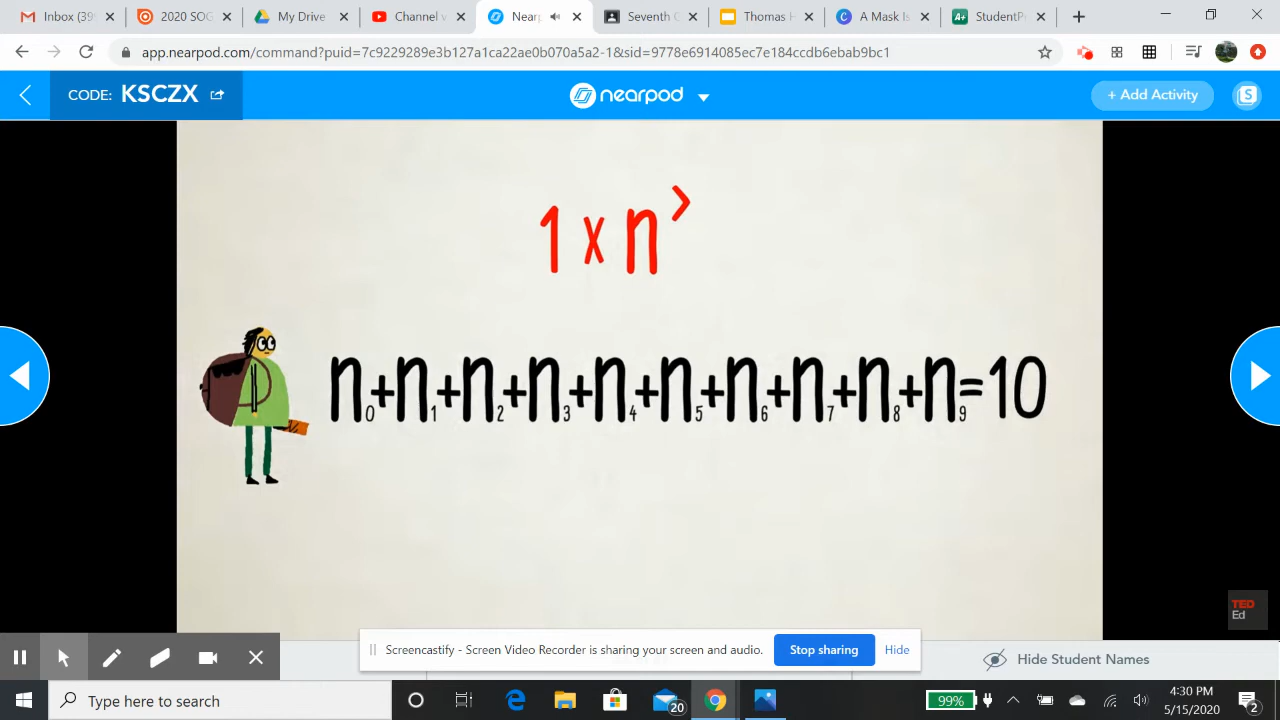 Inbox (39
2020 SOG
My Drive
Channel v
Nearp
Seventh G
Thomas H
A Mask Is
StudentPr
app.nearpod.com/command?puid=7c9229289e3b127a1ca22ae0b070a5a2-1&sid=9778e6914085ec7e184ccdb6ebab9bc1
CODE: KSCZX
nearpod
+ Add Activity
S
1 x n
n₀+n₁+n₂+n₃+n₄+n₅+n₆+n₇+n₈+n₉=10
TED
Ed
Screencastify - Screen Video Recorder is sharing your screen and audio.
Stop sharing
Hide
Hide Student Names
Type here to search
20
99%
4:30 PM
5/15/2020
2